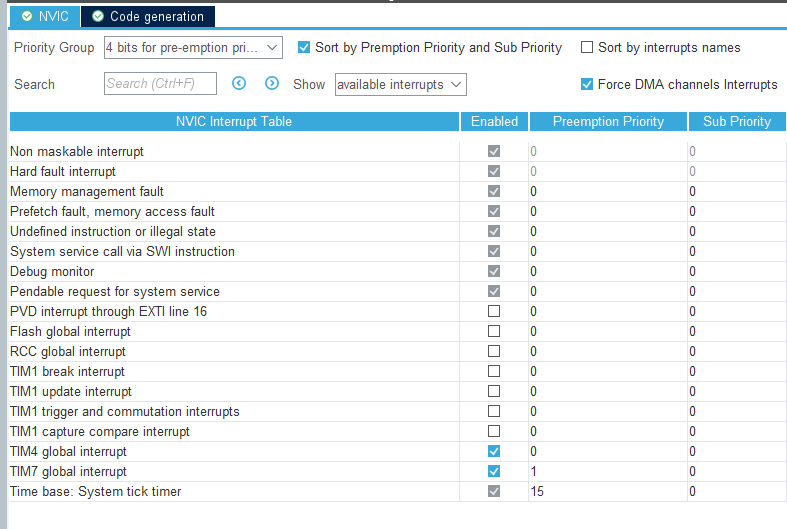 NVIC Code generation
Priority Group 4 bits for pre-emption pri... Sort by Premption Priority and Sub Priority Sort by interrupts names
Search Search (Ctrl+F) Show available interrupts Force DMA channels Interrupts
NVIC Interrupt Table Enabled Preemption Priority Sub Priority
Non maskable interrupt 0 0
Hard fault interrupt 0 0
Memory management fault 0 0
Prefetch fault, memory access fault 0 0
Undefined instruction or illegal state 0 0
System service call via SWI instruction 0 0
Debug monitor 0 0
Pendable request for system service 0 0
PVD interrupt through EXTI line 16 0 0
Flash global interrupt 0 0
RCC global interrupt 0 0
TIM1 break interrupt 0 0
TIM1 update interrupt 0 0
TIM1 trigger and commutation interrupts 0 0
TIM1 capture compare interrupt 0 0
TIM4 global interrupt 0 0
TIM7 global interrupt 1 0
Time base: System tick timer 15 0